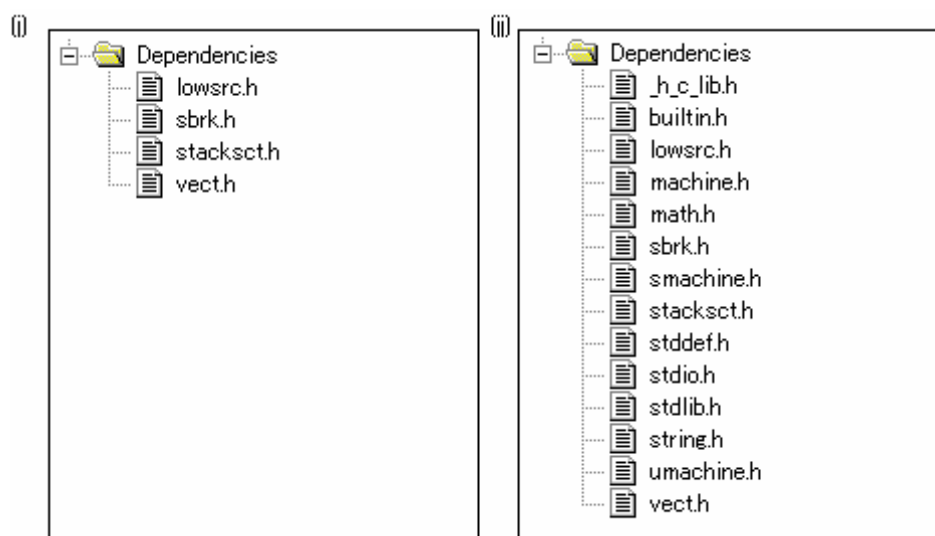 (i)
Dependencies
lowsrc.h
sbrk.h
stacksct.h
vect.h
(ii)
Dependencies
_h_c_lib.h
builtin.h
lowsrc.h
machine.h
math.h
sbrk.h
smachine.h
stacksct.h
stddef.h
stdio.h
stdlib.h
string.h
umachine.h
vect.h